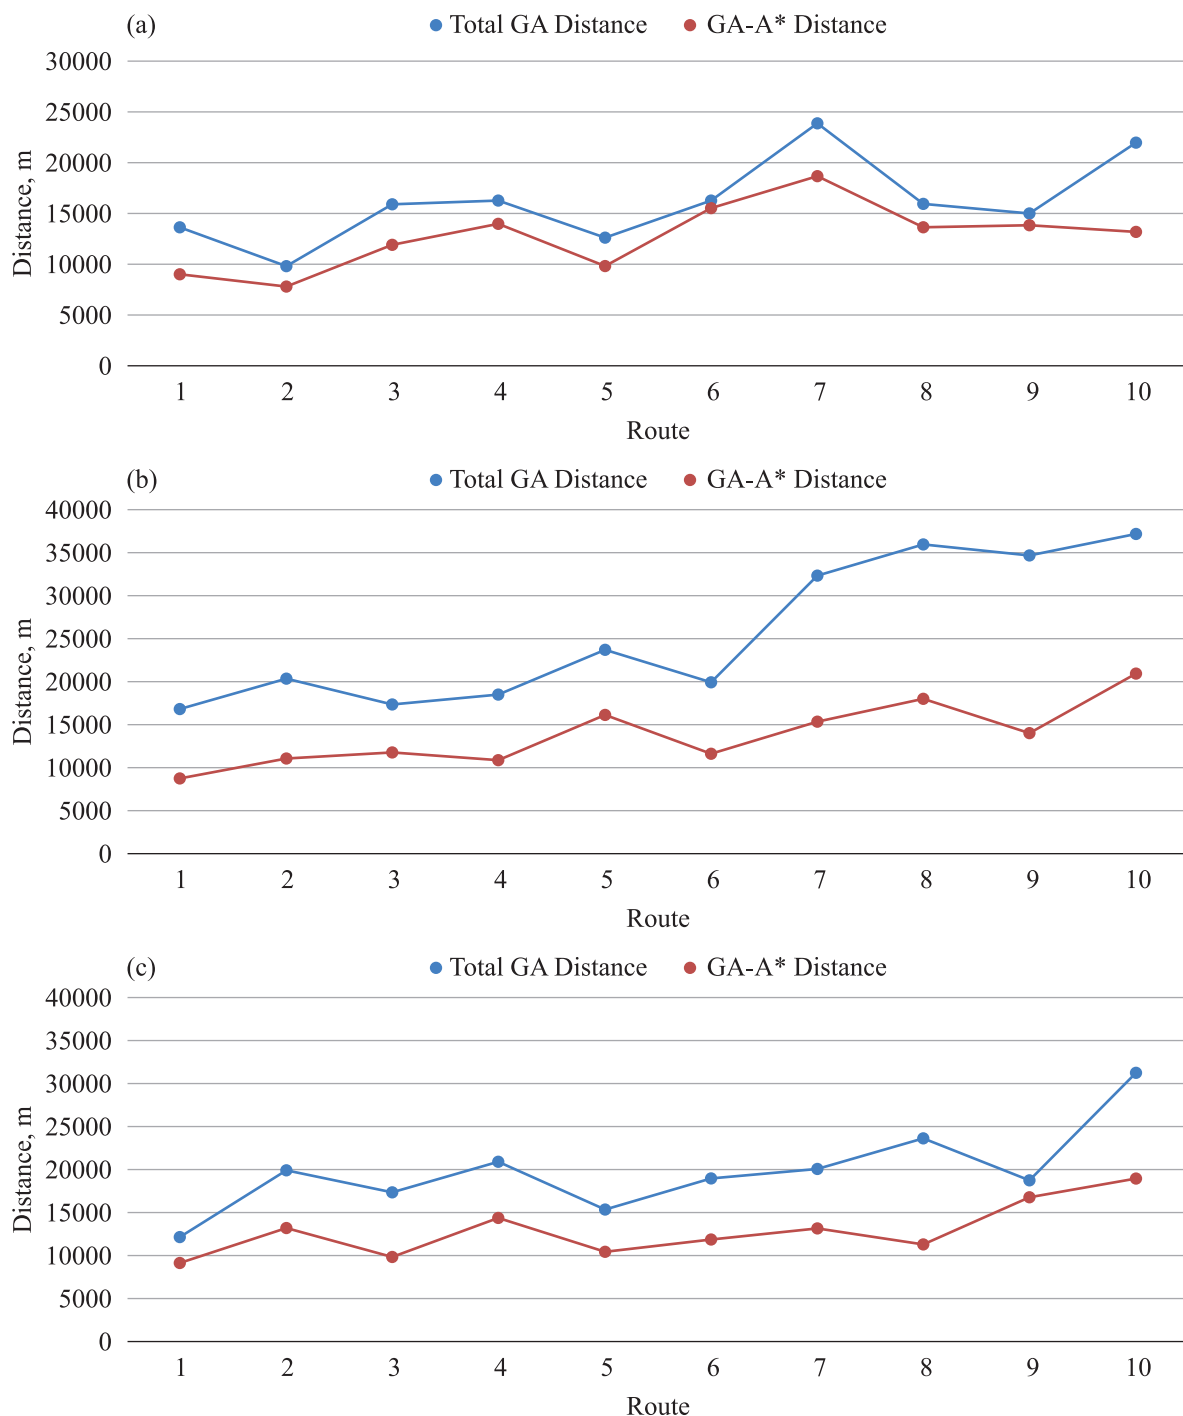 (a) Total GA Distance GA-A* Distance
30000
25000
20000
15000
10000
5000
0
Distance, m
1 2 3 4 5 6 7 8 9 10
Route
(b) Total GA Distance GA-A* Distance
40000
35000
30000
25000
20000
15000
10000
5000
0
Distance, m
1 2 3 4 5 6 7 8 9 10
Route
(c) Total GA Distance GA-A* Distance
40000
35000
30000
25000
20000
15000
10000
5000
0
Distance, m
1 2 3 4 5 6 7 8 9 10
Route